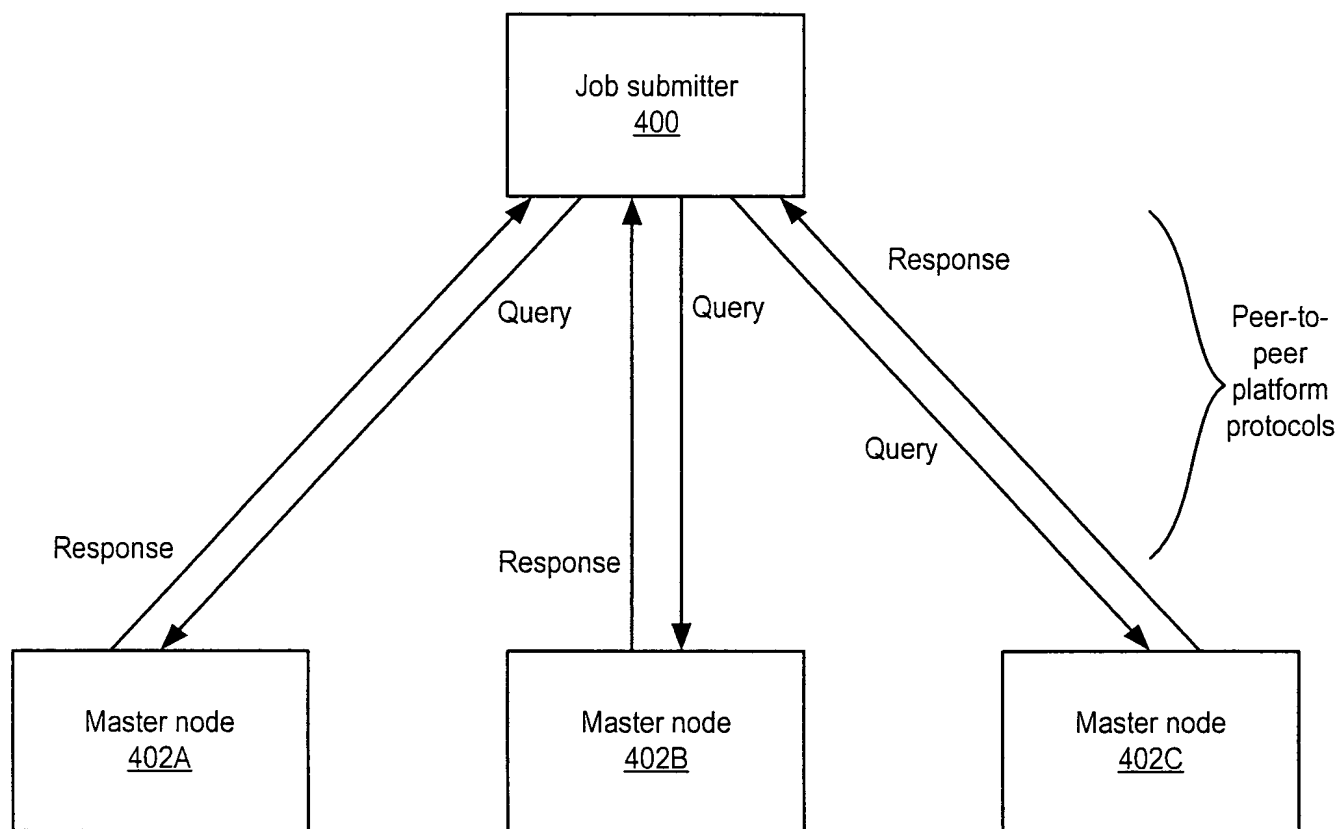 Job submitter
400
Response
Query
Query
Peer-to-
peer
platform
protocols
Query
Response
Response
Master node
402A
Master node
402B
Master node
402C